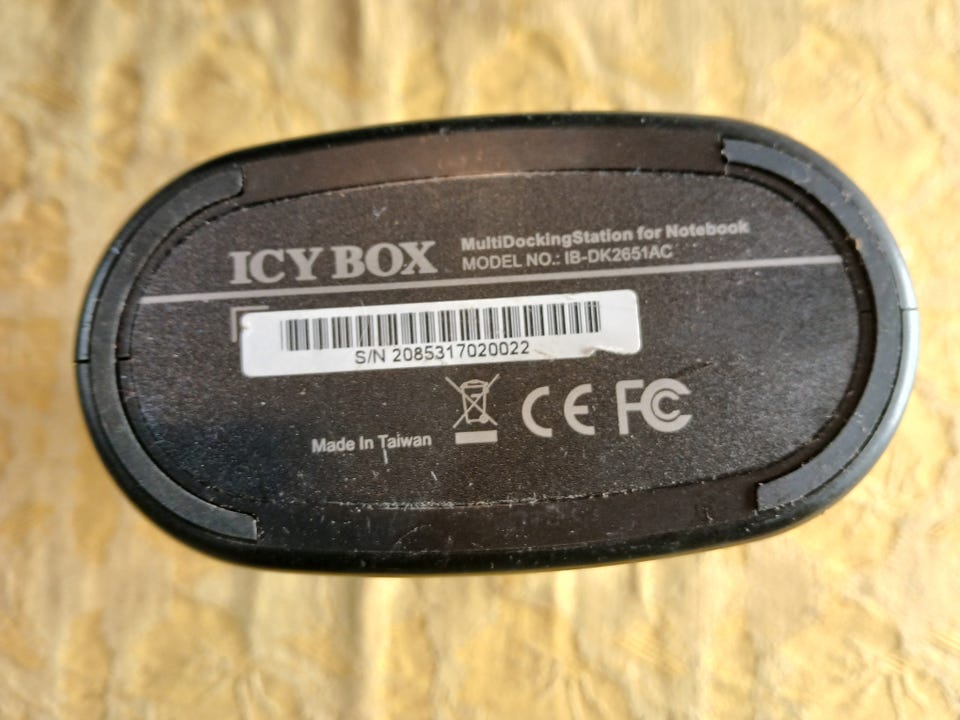 ICY BOX
MultiDockingStation for Notebook
MODEL NO.: IB-DK2651AC
S/N 2085317020022
Made In Taiwan
CE FC